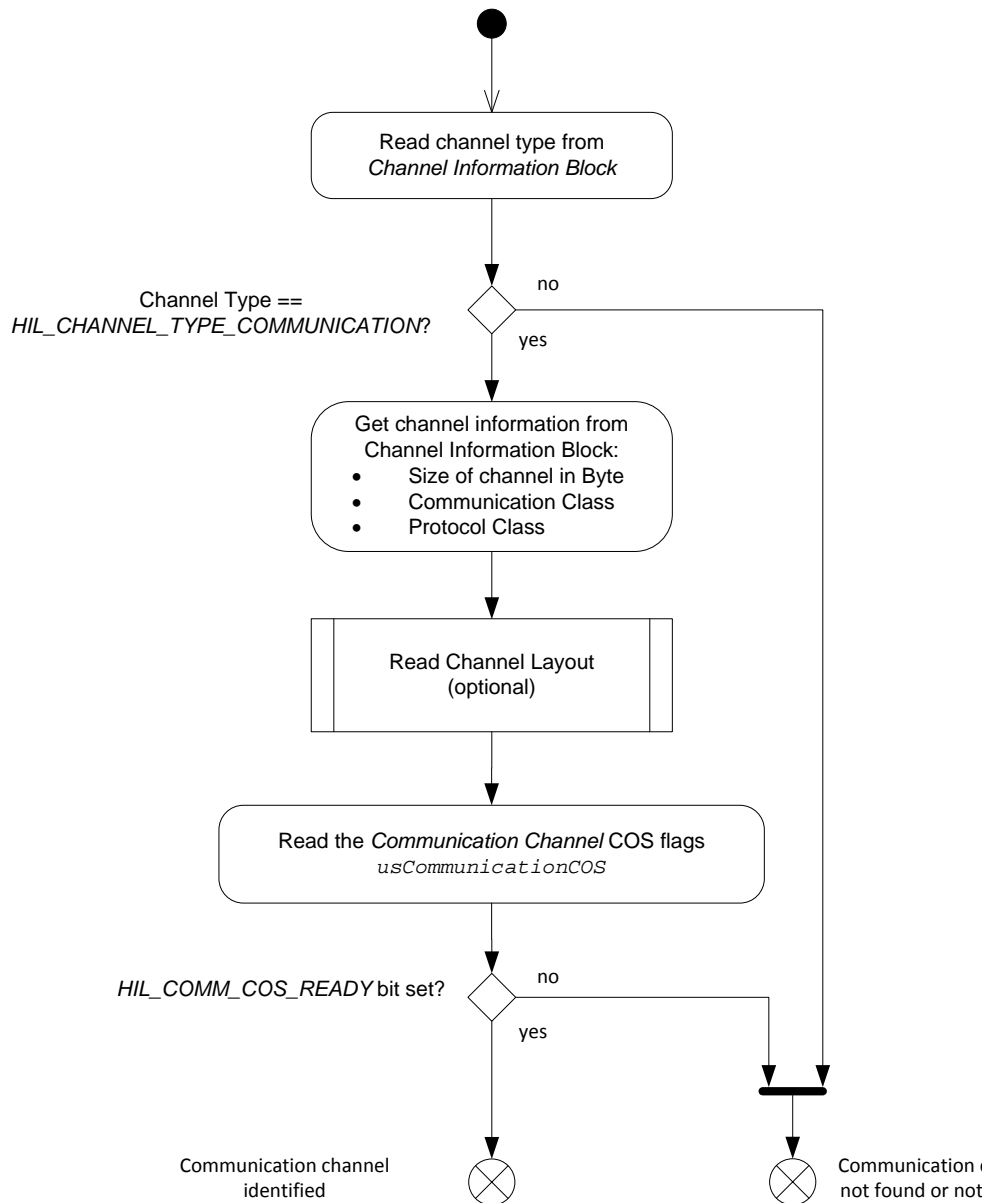 Read channel type from
Channel Information Block
no
Channel Type ==
HIL_CHANNEL_TYPE_COMMUNICATION?
yes
Get channel information from
Channel Information Block:
• Size of channel in Byte
• Communication Class
• Protocol Class
Read Channel Layout
(optional)
Read the Communication Channel COS flags
usCommunicationCOS
no
HIL_COMM_COS_READY bit set?
yes
Communication channel
identified
Communication
not found or not